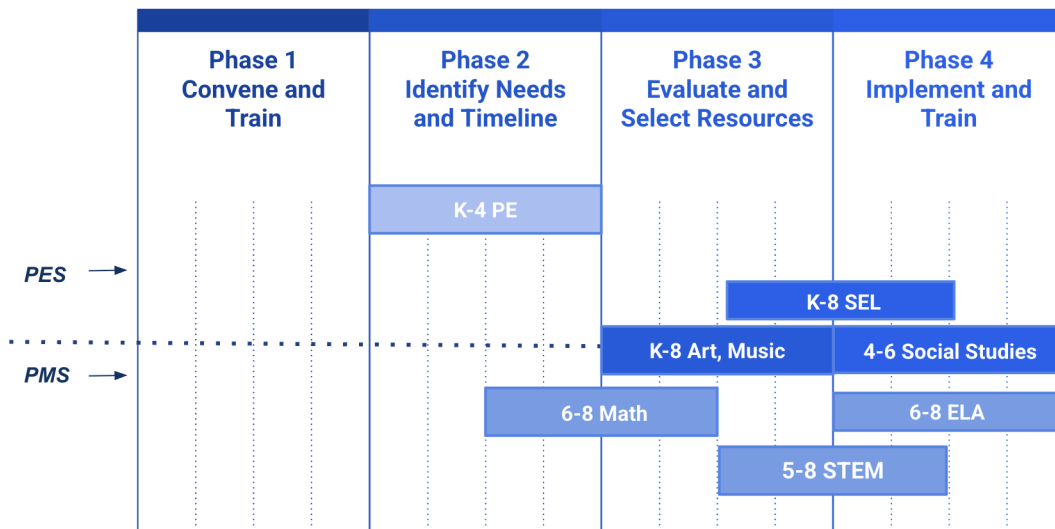 Phase 1
Convene and
Train
Phase 2
Identify Needs
and Timeline
Phase 3
Evaluate and
Select Resources
Phase 4
Implement and
Train
K-4 PE
PES
K-8 SEL
K-8 Art, Music
4-6 Social Studies
PMS
6-8 Math
6-8 ELA
5-8 STEM